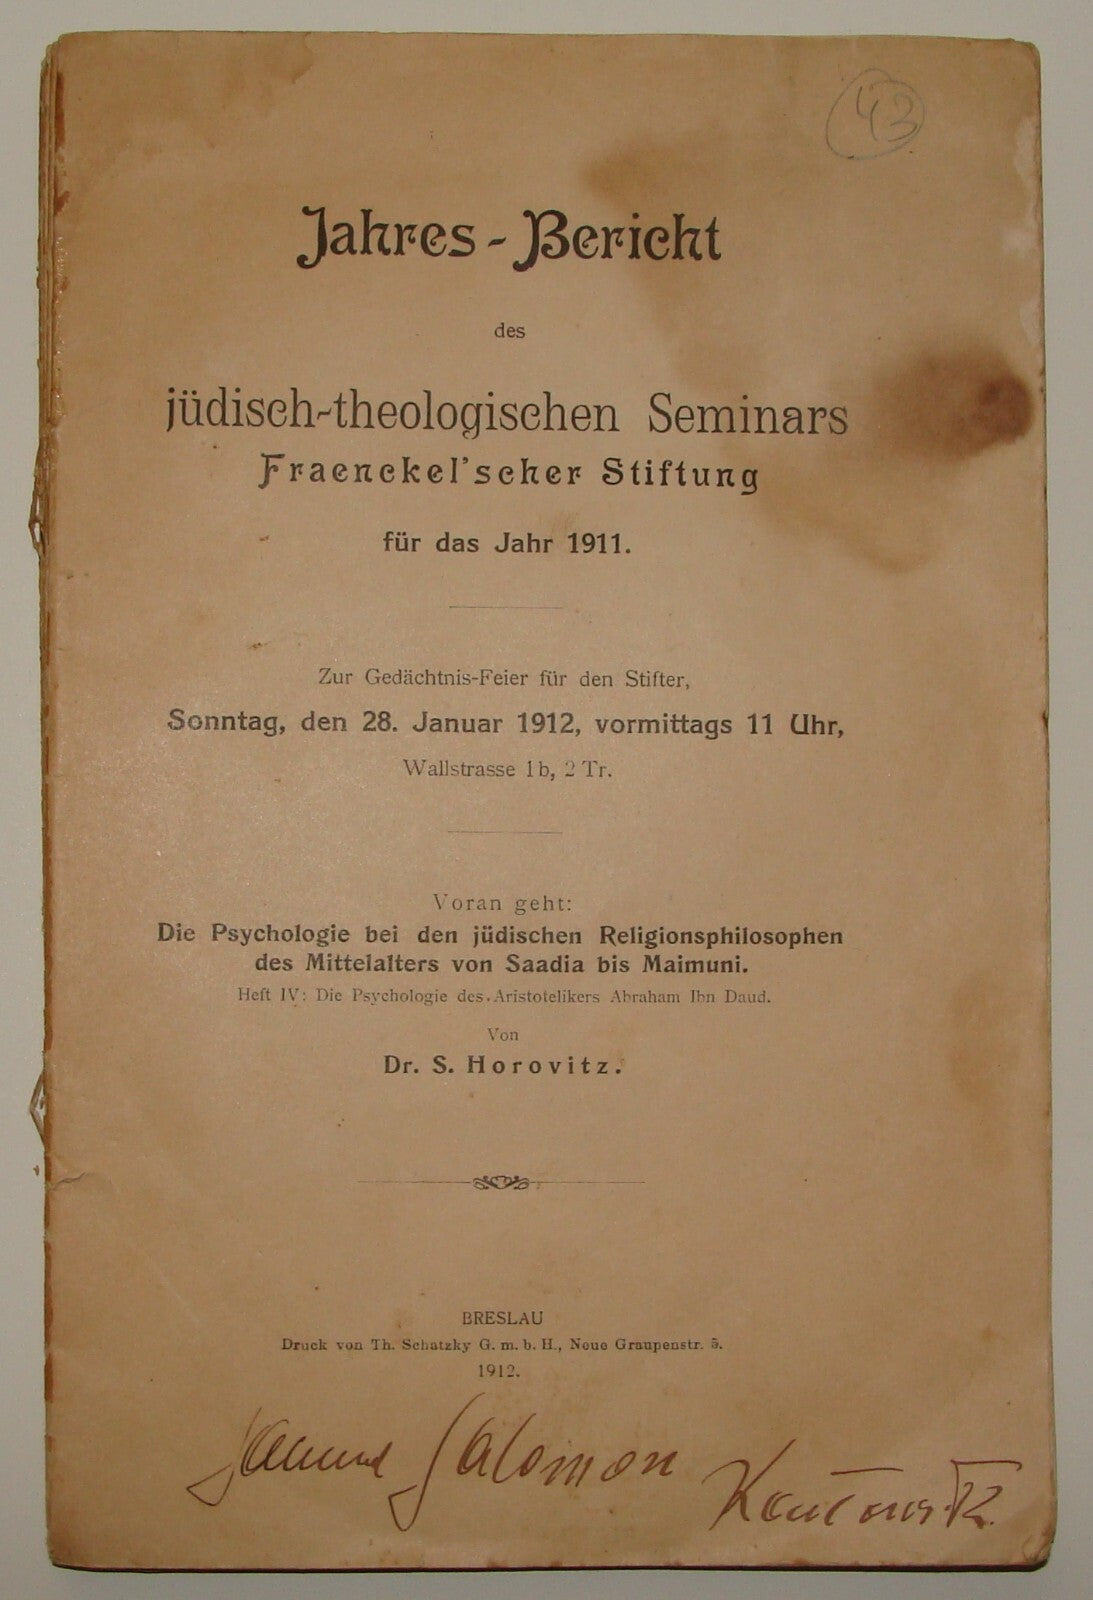 43
Jahres-Bericht
des
jüdisch-theologischen Seminars
Fraenckel'scher Stiftung
für das Jahr 1911.
Zur Gedächtnis-Feier für den Stifter,
Sonntag, den 28. Januar 1912, vormittags 11 Uhr,
Wallstrasse 1b, 2 Tr.
Voran geht:
Die Psychologie bei den jüdischen Religionsphilosophen
des Mittelalters von Saadia bis Maimuni.
Heft IV: Die Psychologie des Aristotelikers Abraham Ibn Daud.
Von
Dr. S. Horovitz.
BRESLAU
Druck von Th. Schatzky G. m. b. H., Neue Graupenstr. 5.
1912.
Salomon